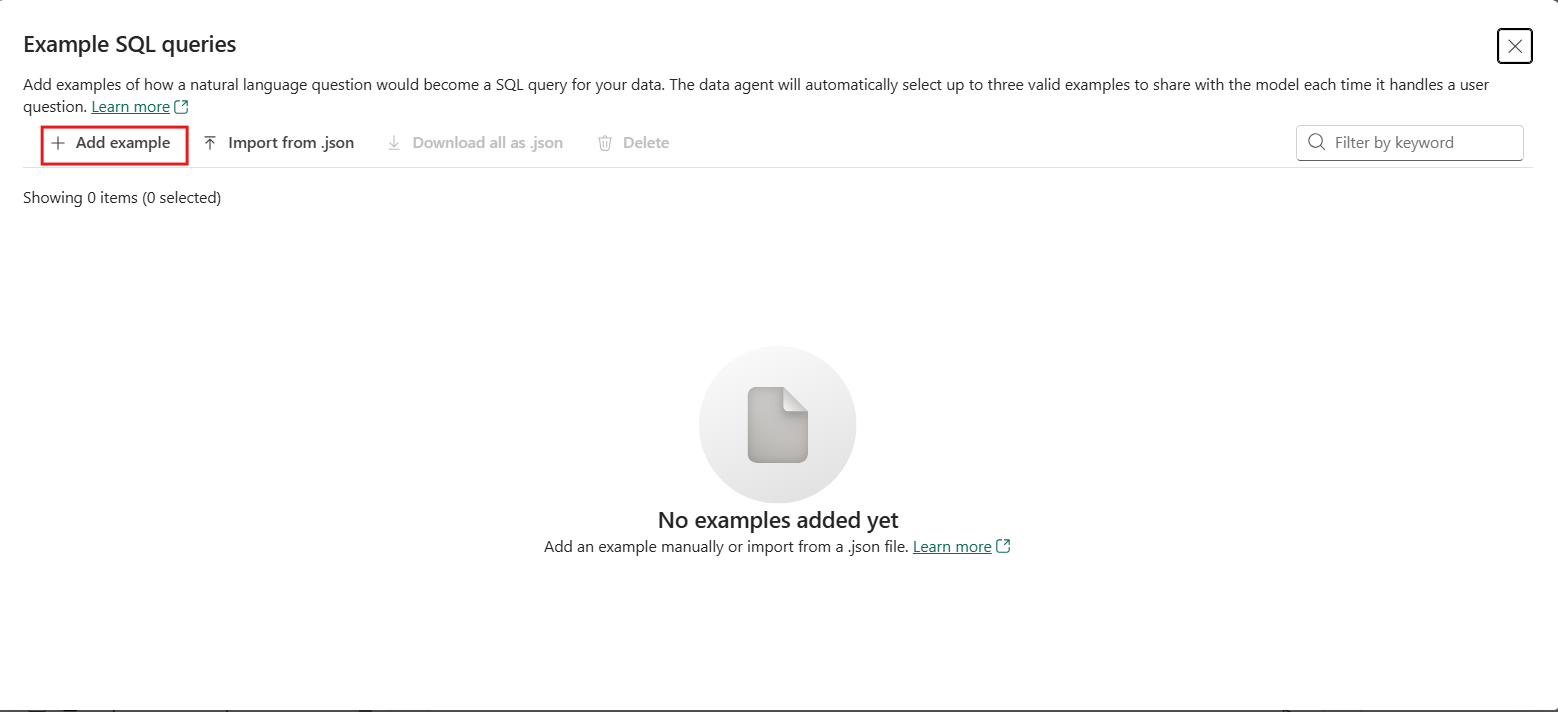 Example SQL queries
Add examples of how a natural language question would become a SQL query for your data. The data agent will automatically select up to three valid examples to share with the model each time it handles a user
question. Learn more
Add example Import from .json Download all as .json Delete Filter by keyword
Showing 0 items (0 selected)
No examples added yet
Add an example manually or import from a .json file. Learn more